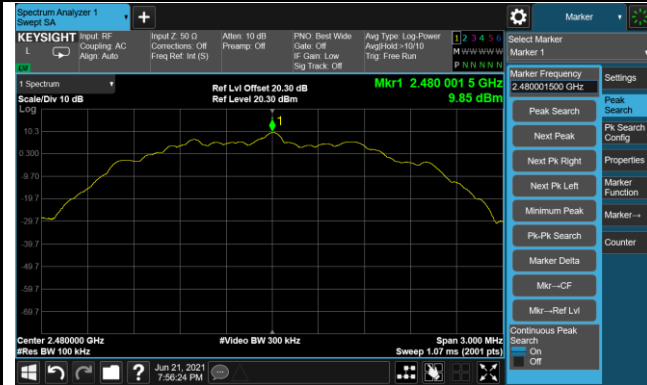 Spectrum Analyzer 1
Swept SA
Marker
KEYSIGHT
L
Input: RF
Coupling: AC
Align: Auto
Input Z: 50 Ω
Corrections: Off
Freq Ref: Int (S)
Atten: 10 dB
Preamp: Off
PNO: Best Wide
Gate: Off
IF Gain: Low
Sig Track: Off
Avg Type: Log-Power
Avg|Hold:>10/10
Trig: Free Run
1 2 3 4 5 6
M W W W W W
P N N N N N
1 Spectrum
Scale/Div 10 dB
Log
Ref Lvl Offset 20.30 dB
Ref Level 20.30 dBm
Mkr1 2.480 001 5 GHz
9.85 dBm
1
10.3
0.300
-9.70
-19.7
-29.7
-39.7
-49.7
-59.7
-69.7
Center 2.480000 GHz
#Res BW 100 kHz
#Video BW 300 kHz
Span 3.000 MHz
Sweep 1.07 ms (2001 pts)
Jun 21, 2021
7:56:24 PM
Select Marker
Marker 1
Marker Frequency
2.480001500 GHz
Peak Search
Next Peak
Next Pk Right
Next Pk Left
Minimum Peak
Pk-Pk Search
Marker Delta
Mkr→CF
Mkr→Ref Lvl
Continuous Peak
Search
On
Off
Settings
Peak
Search
Pk Search
Config
Properties
Marker
Function
Marker→
Counter